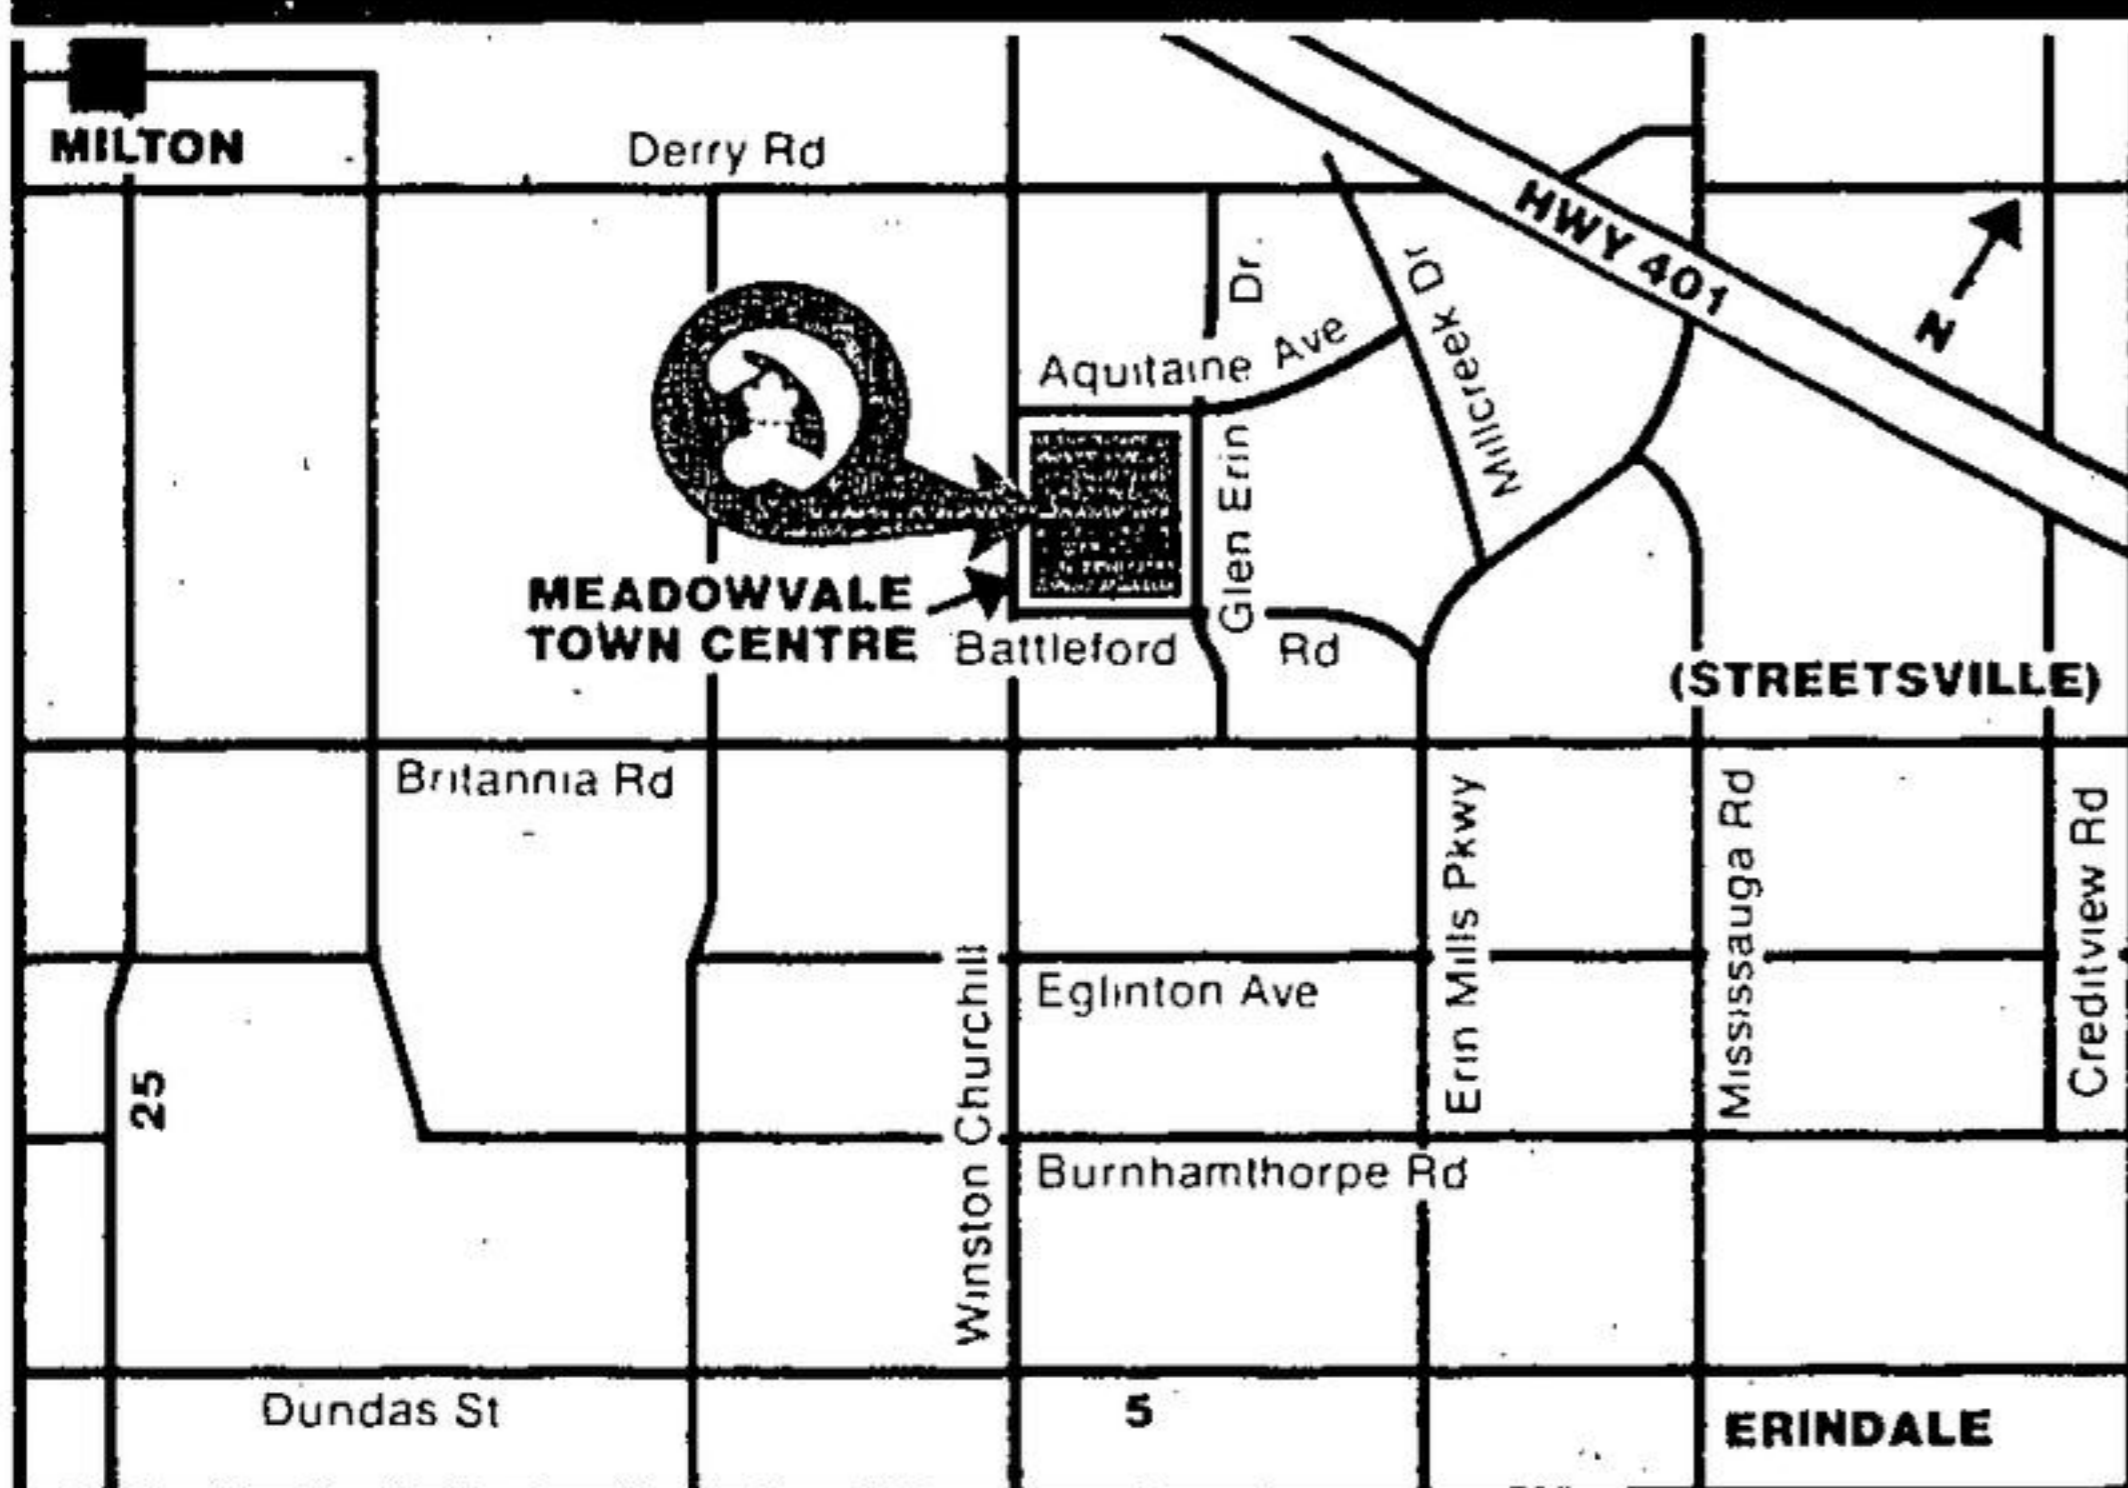 MILTON
Derry Rd
HWY 401
N
Dr
Aquitaine Ave
Millcreek Dr
Glen Erin
MEADOWVALE
TOWN CENTRE
Battleford Rd
(STREETSVILLE)
Britannia Rd
Erin Mills Pkwy
Mississauga Rd
Creditview Rd
Winston Churchill
Eglinton Ave
25
Burnhamthorpe Rd
Dundas St
5
ERINDALE